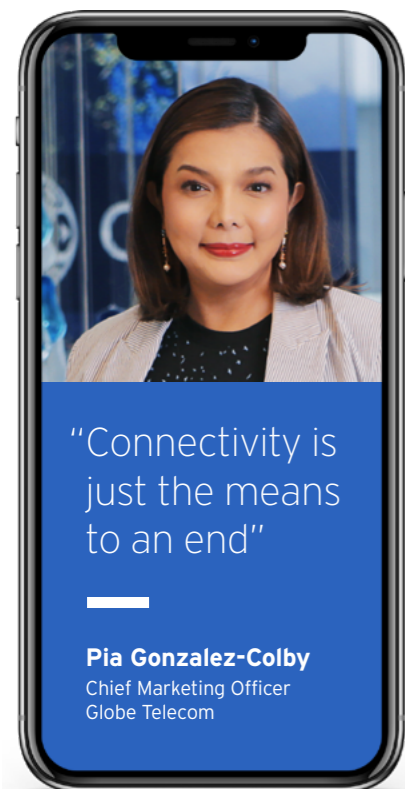 “Connectivity is
just the means
to an end”
Pia Gonzalez-Colby
Chief Marketing Officer
Globe Telecom